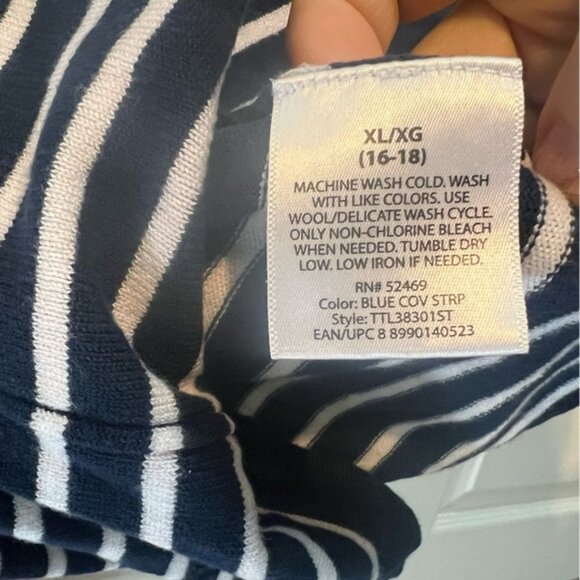 XL/XG
(16-18)
MACHINE WASH COLD. WASH
WITH LIKE COLORS. USE
WOOL/DELICATE WASH CYCLE.
ONLY NON-CHLORINE BLEACH
WHEN NEEDED. TUMBLE DRY
LOW. LOW IRON IF NEEDED.
RN# 52469
Color: BLUE COV STRP
Style: TTL38301ST
EAN/UPC 8 8990140523